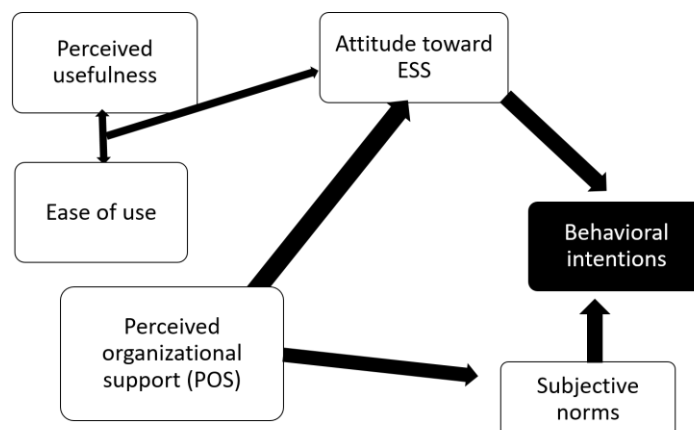 Perceived
usefulness
Attitude toward
ESS
Ease of use
Behavioral
intentions
Perceived
organizational
support (POS)
Subjective
norms